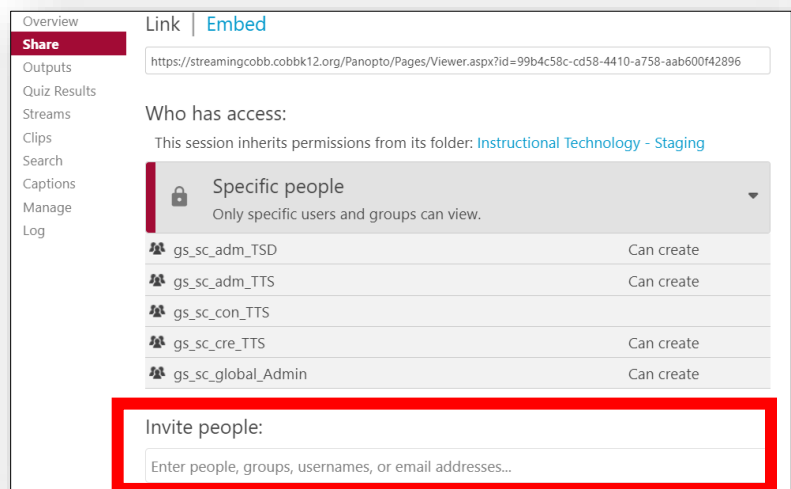 Overview
Share
Outputs
Quiz Results
Streams
Clips
Search
Captions
Manage
Log
Link | Embed
https://streamingcobb.cobbk12.org/Panopto/Pages/Viewer.aspx?id=99b4c58c-cd58-4410-a758-aab600f42896
Who has access:
This session inherits permissions from its folder: Instructional Technology - Staging
Specific people
Only specific users and groups can view.
gs_sc_adm_TSD Can create
gs_sc_adm_TTS Can create
gs_sc_con_TTS
gs_sc_cre_TTS Can create
gs_sc_global_Admin Can create
Invite people:
Enter people, groups, usernames, or email addresses...